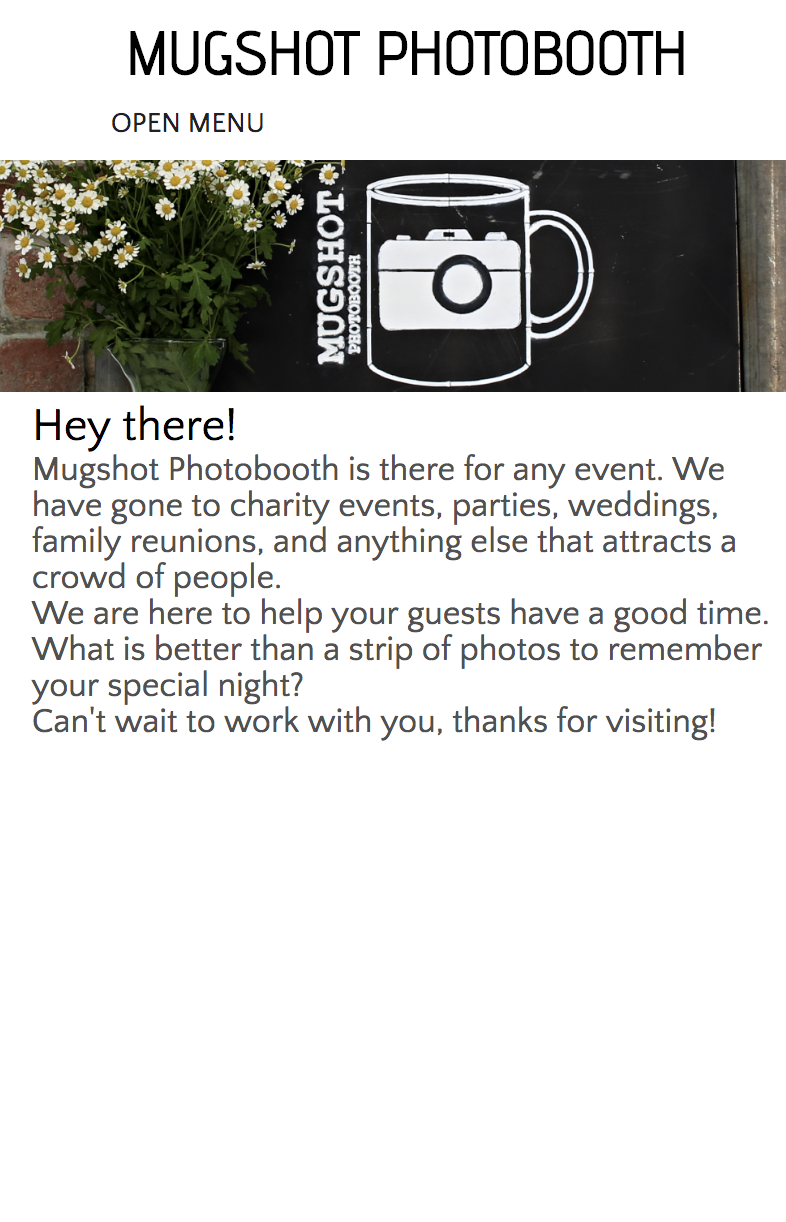 MUGSHOT PHOTOBOOTH
OPEN MENU
MUGSHOT
PHOTOBOOTH
Hey there!
Mugshot Photobooth is there for any event. We
have gone to charity events, parties, weddings,
family reunions, and anything else that attracts a
crowd of people.
We are here to help your guests have a good time.
What is better than a strip of photos to remember
your special night?
Can't wait to work with you, thanks for visiting!